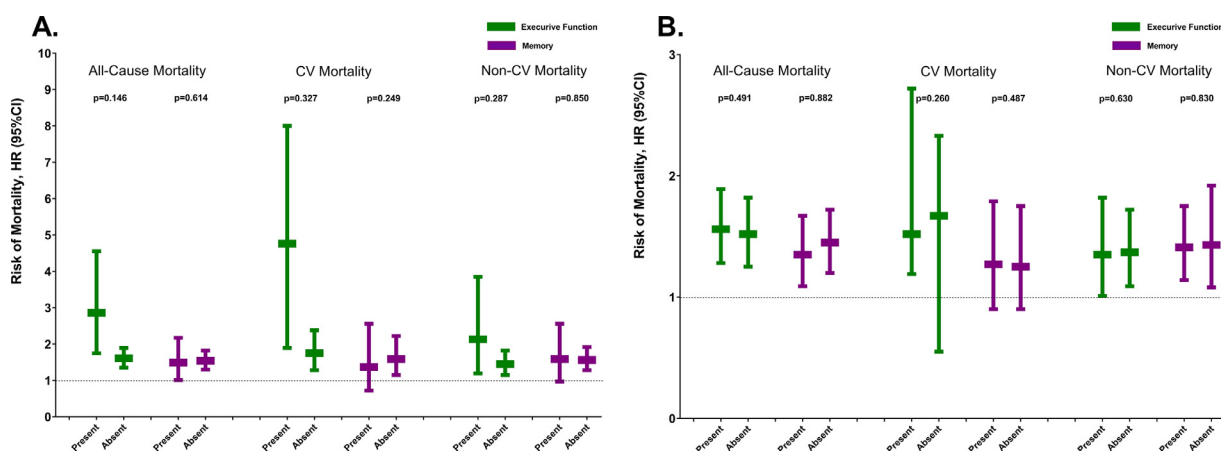 A.
Execurive Function
Memory
Risk of Mortality, HR (95%CI)
10
9
8
7
6
5
4
3
2
1
0
All-Cause Mortality
CV Mortality
Non-CV Mortality
p=0.146
p=0.614
p=0.327
p=0.249
p=0.287
p=0.850
Present
Absent
Present
Absent
Present
Absent
Present
Absent
Present
Absent
Present
Absent
B.
Execurive Function
Memory
Risk of Mortality, HR (95%CI)
3
2
1
0
All-Cause Mortality
CV Mortality
Non-CV Mortality
p=0.491
p=0.882
p=0.260
p=0.487
p=0.630
p=0.830
Present
Absent
Present
Absent
Present
Absent
Present
Absent
Present
Absent
Present
Absent